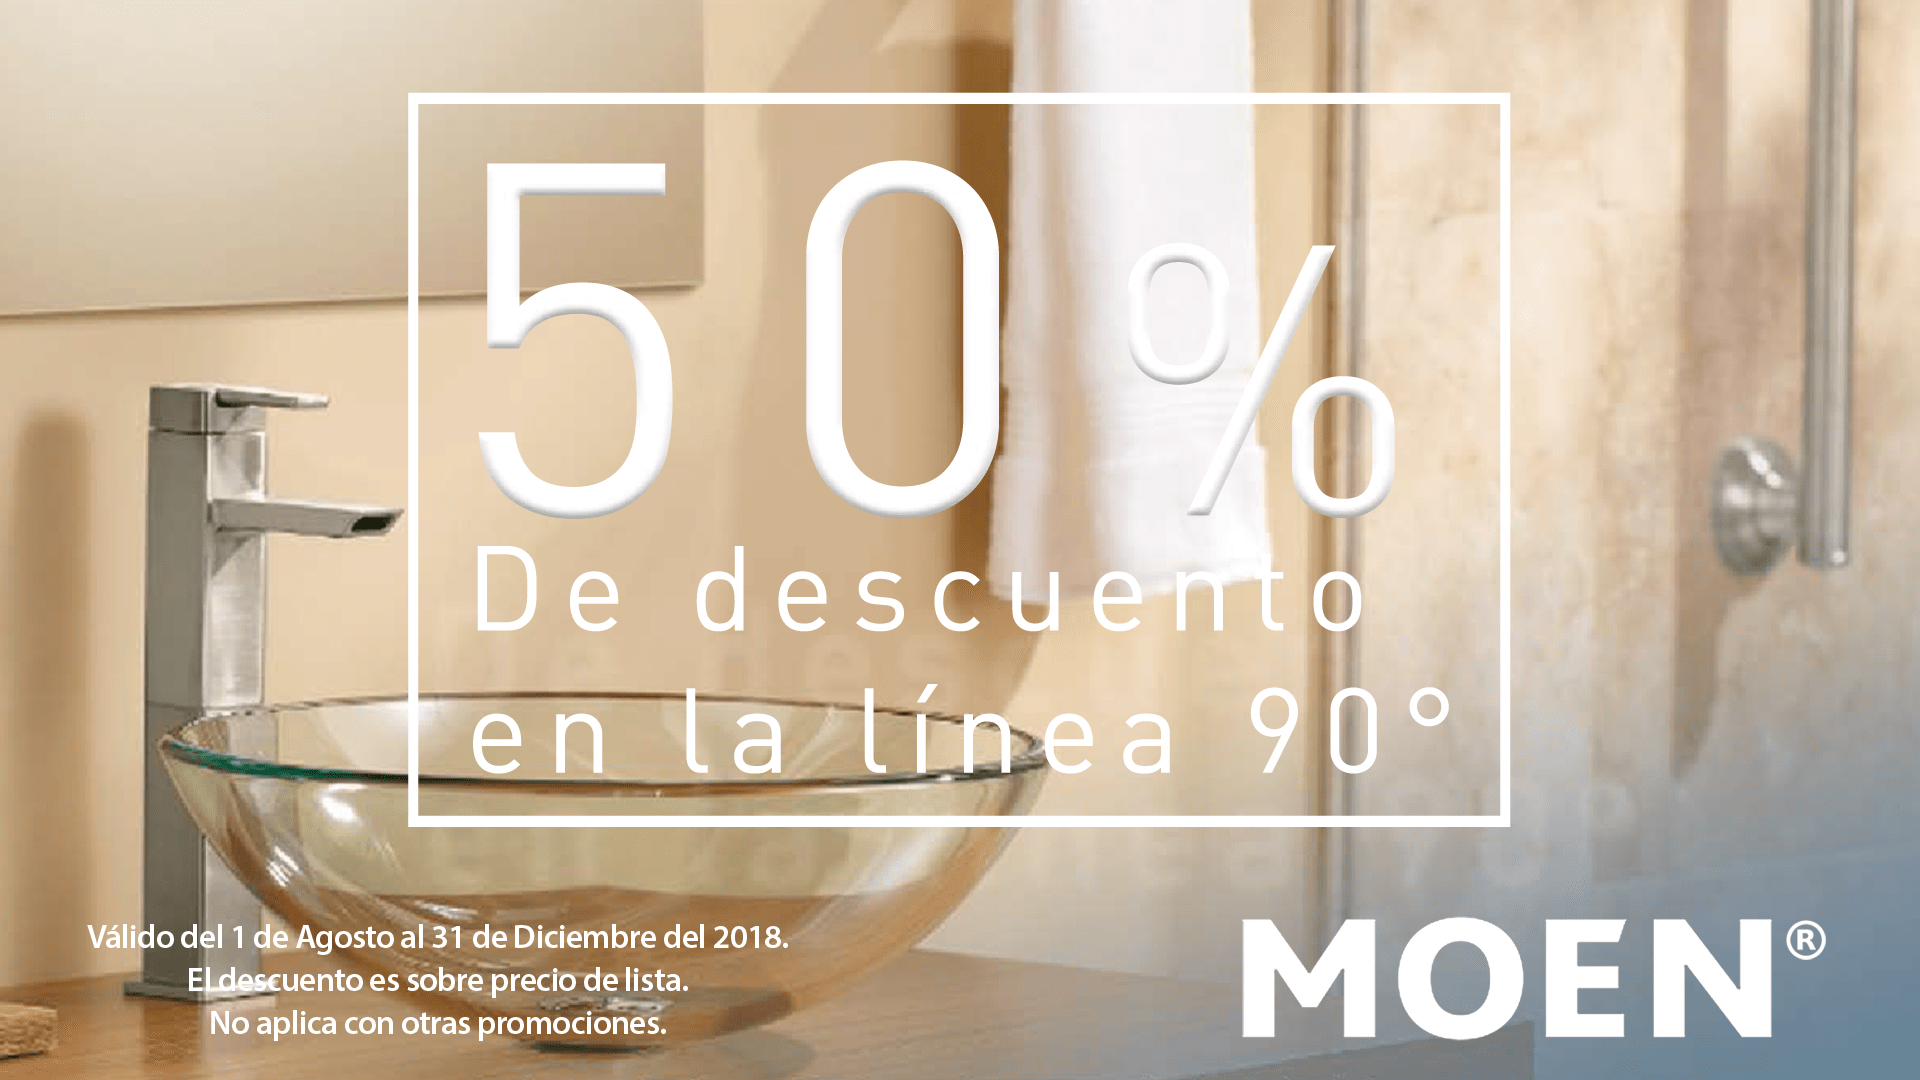 50%
De descuento
en la línea 90°
Válido del 1 de Agosto al 31 de Diciembre del 2018.
El descuento es sobre precio de lista.
No aplica con otras promociones.
MOEN®